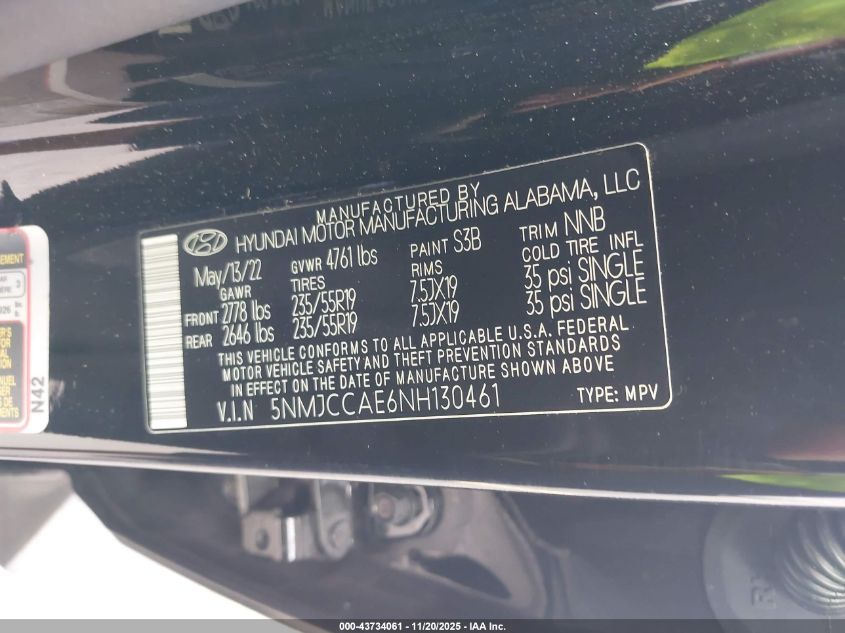 MANUFACTURED BY
HYUNDAI MOTOR MANUFACTURING ALABAMA, LLC
May/13/22 GVWR 4761 lbs PAINT S3B TRIM NNB
GAWR TIRES RIMS COLD TIRE INFL
FRONT 2778 lbs 235/55R19 7.5JX19 35 psi SINGLE
REAR 2646 lbs 235/55R19 7.5JX19 35 psi SINGLE
THIS VEHICLE CONFORMS TO ALL APPLICABLE U.S.A. FEDERAL
MOTOR VEHICLE SAFETY AND THEFT PREVENTION STANDARDS
IN EFFECT ON THE DATE OF MANUFACTURE SHOWN ABOVE
V.I.N 5NMJCCAE6NH130461 TYPE: MPV
N42
000-43734061 - 11/20/2025 - IAA Inc.